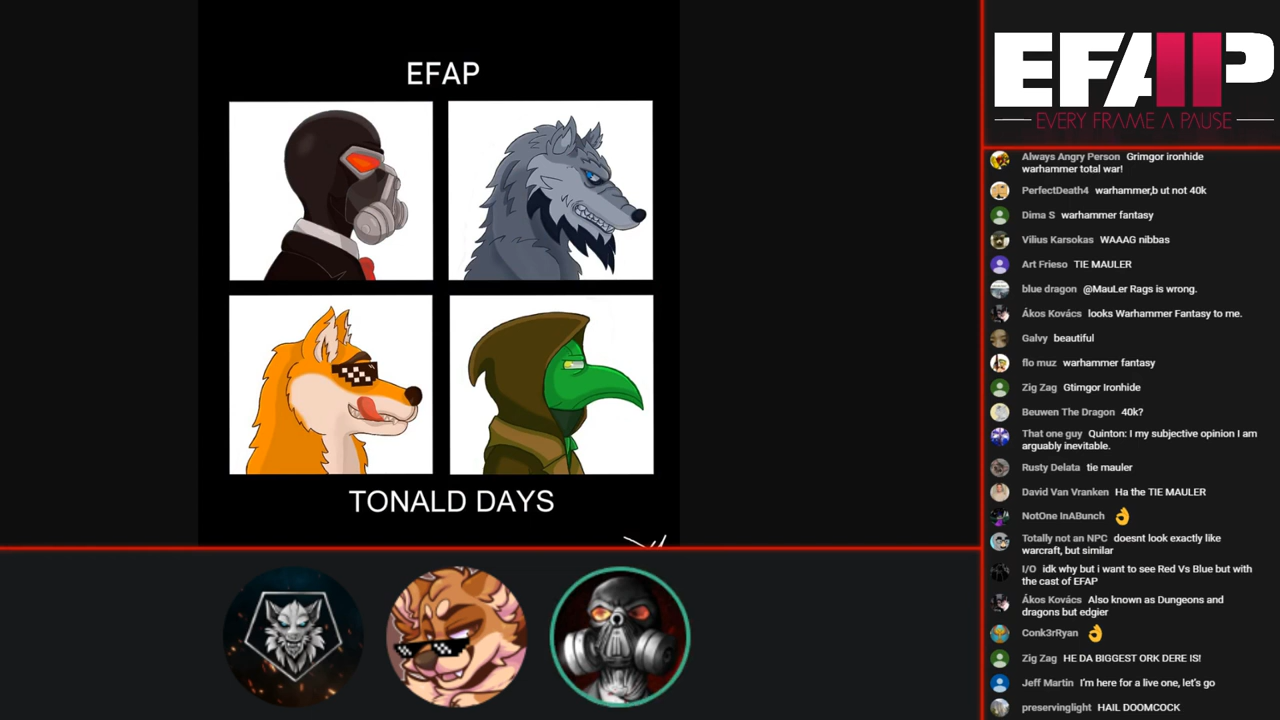 EFAP
TONALD DAYS
EFAP
EVERY FRAME A PAUSE
Always Angry Person Grimgor ironhide
warhammer total war!
PerfectDeath4 warhammer,b ut not 40k
Dima S warhammer fantasy
Vilius Karsokas WAAAG nibbas
Art Frieso TIE MAULER
blue dragon @MauLer Rags is wrong.
Ákos Kovács looks Warhammer Fantasy to me.
Galvy beautiful
flo muz warhammer fantasy
Zig Zag Gtimgor Ironhide
Beuwen The Dragon 40k?
That one guy Quinton: I my subjective opinion I am
arguably inevitable.
Rusty Delata tie mauler
David Van Vranken Ha the TIE MAULER
NotOne InABunch 👌
Totally not an NPC doesnt look exactly like
warcraft, but similar
I/O idk why but i want to see Red Vs Blue but with
the cast of EFAP
Ákos Kovács Also known as Dungeons and
dragons but edgier
Conk3rRyan 👌
Zig Zag HE DA BIGGEST ORK DERE IS!
Jeff Martin I'm here for a live one, let's go
preservinglight HAIL DOOMCOCK